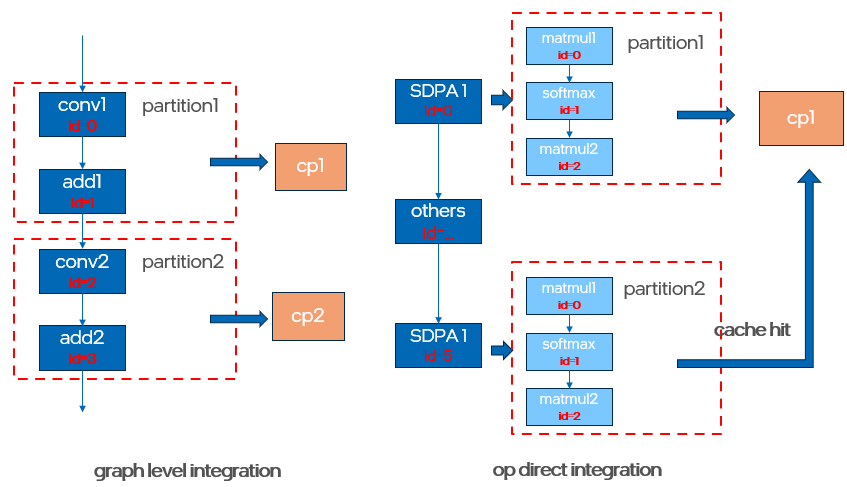 conv1
id=0
partition1
add1
id=1
cp1
conv2
id=2
partition2
add2
id=3
cp2
graph level integration
SDPA 1
id=0
others
id=...
SDPA 1
id=5
matmul1
id=0
partition1
softmax
id=1
matmul2
id=2
cp1
matmul1
id=0
partition2
softmax
id=1
matmul2
id=2
cache hit
op direct integration